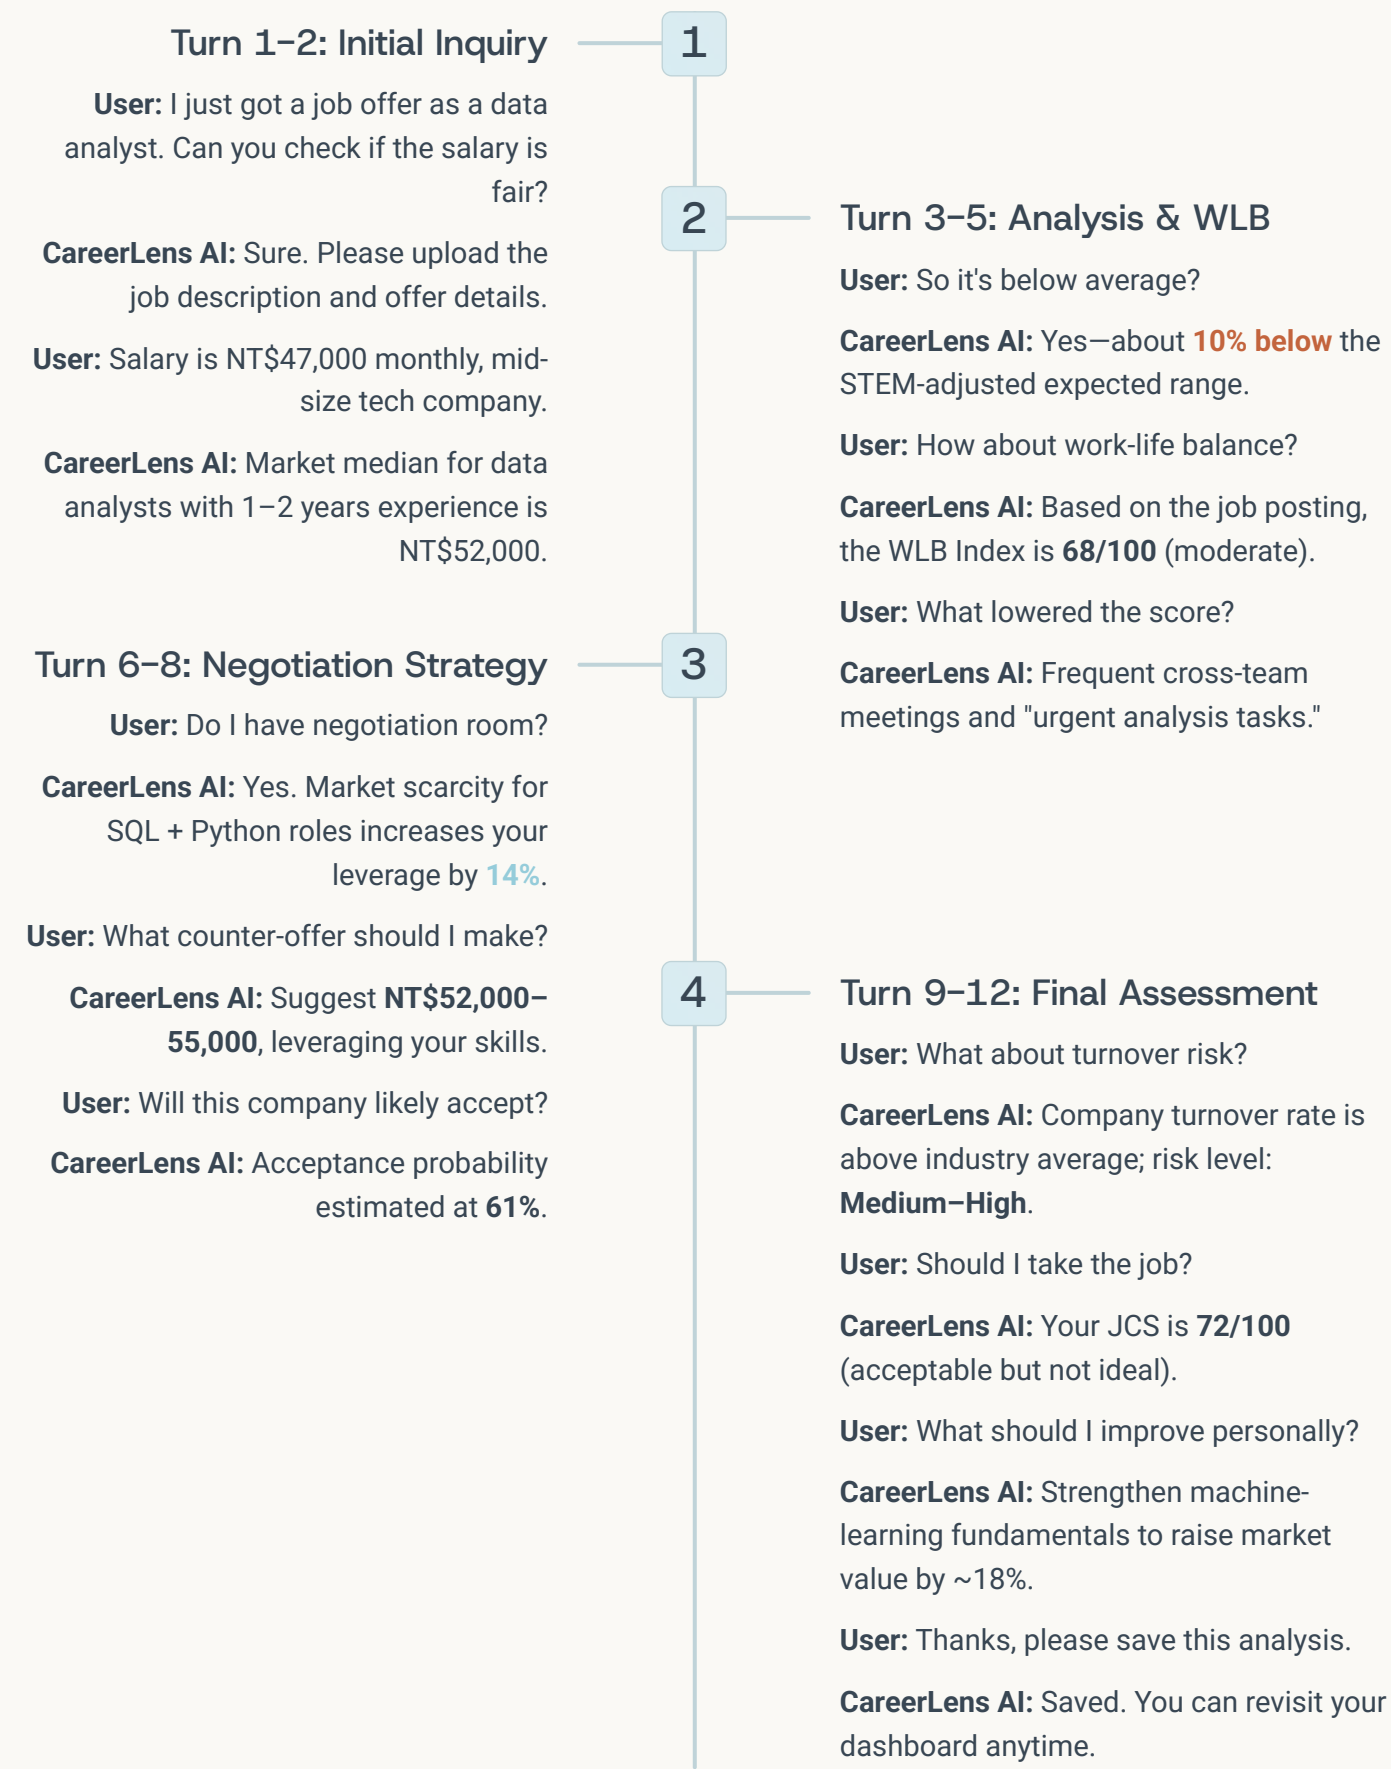 Turn 1–2: Initial Inquiry
1
User: I just got a job offer as a data
analyst. Can you check if the salary is
fair?
CareerLens AI: Sure. Please upload the
job description and offer details.
User: Salary is NT$47,000 monthly, mid-
size tech company.
CareerLens AI: Market median for data
analysts with 1–2 years experience is
NT$52,000.
2
Turn 3–5: Analysis & WLB
User: So it's below average?
CareerLens AI: Yes—about 10% below the
STEM-adjusted expected range.
User: How about work-life balance?
CareerLens AI: Based on the job posting,
the WLB Index is 68/100 (moderate).
User: What lowered the score?
CareerLens AI: Frequent cross-team
meetings and "urgent analysis tasks."
Turn 6–8: Negotiation Strategy
3
User: Do I have negotiation room?
CareerLens AI: Yes. Market scarcity for
SQL + Python roles increases your
leverage by 14%.
User: What counter-offer should I make?
CareerLens AI: Suggest NT$52,000–
55,000, leveraging your skills.
User: Will this company likely accept?
CareerLens AI: Acceptance probability
estimated at 61%.
4
Turn 9–12: Final Assessment
User: What about turnover risk?
CareerLens AI: Company turnover rate is
above industry average; risk level:
Medium–High.
User: Should I take the job?
CareerLens AI: Your JCS is 72/100
(acceptable but not ideal).
User: What should I improve personally?
CareerLens AI: Strengthen machine-
learning fundamentals to raise market
value by ~18%.
User: Thanks, please save this analysis.
CareerLens AI: Saved. You can revisit your
dashboard anytime.